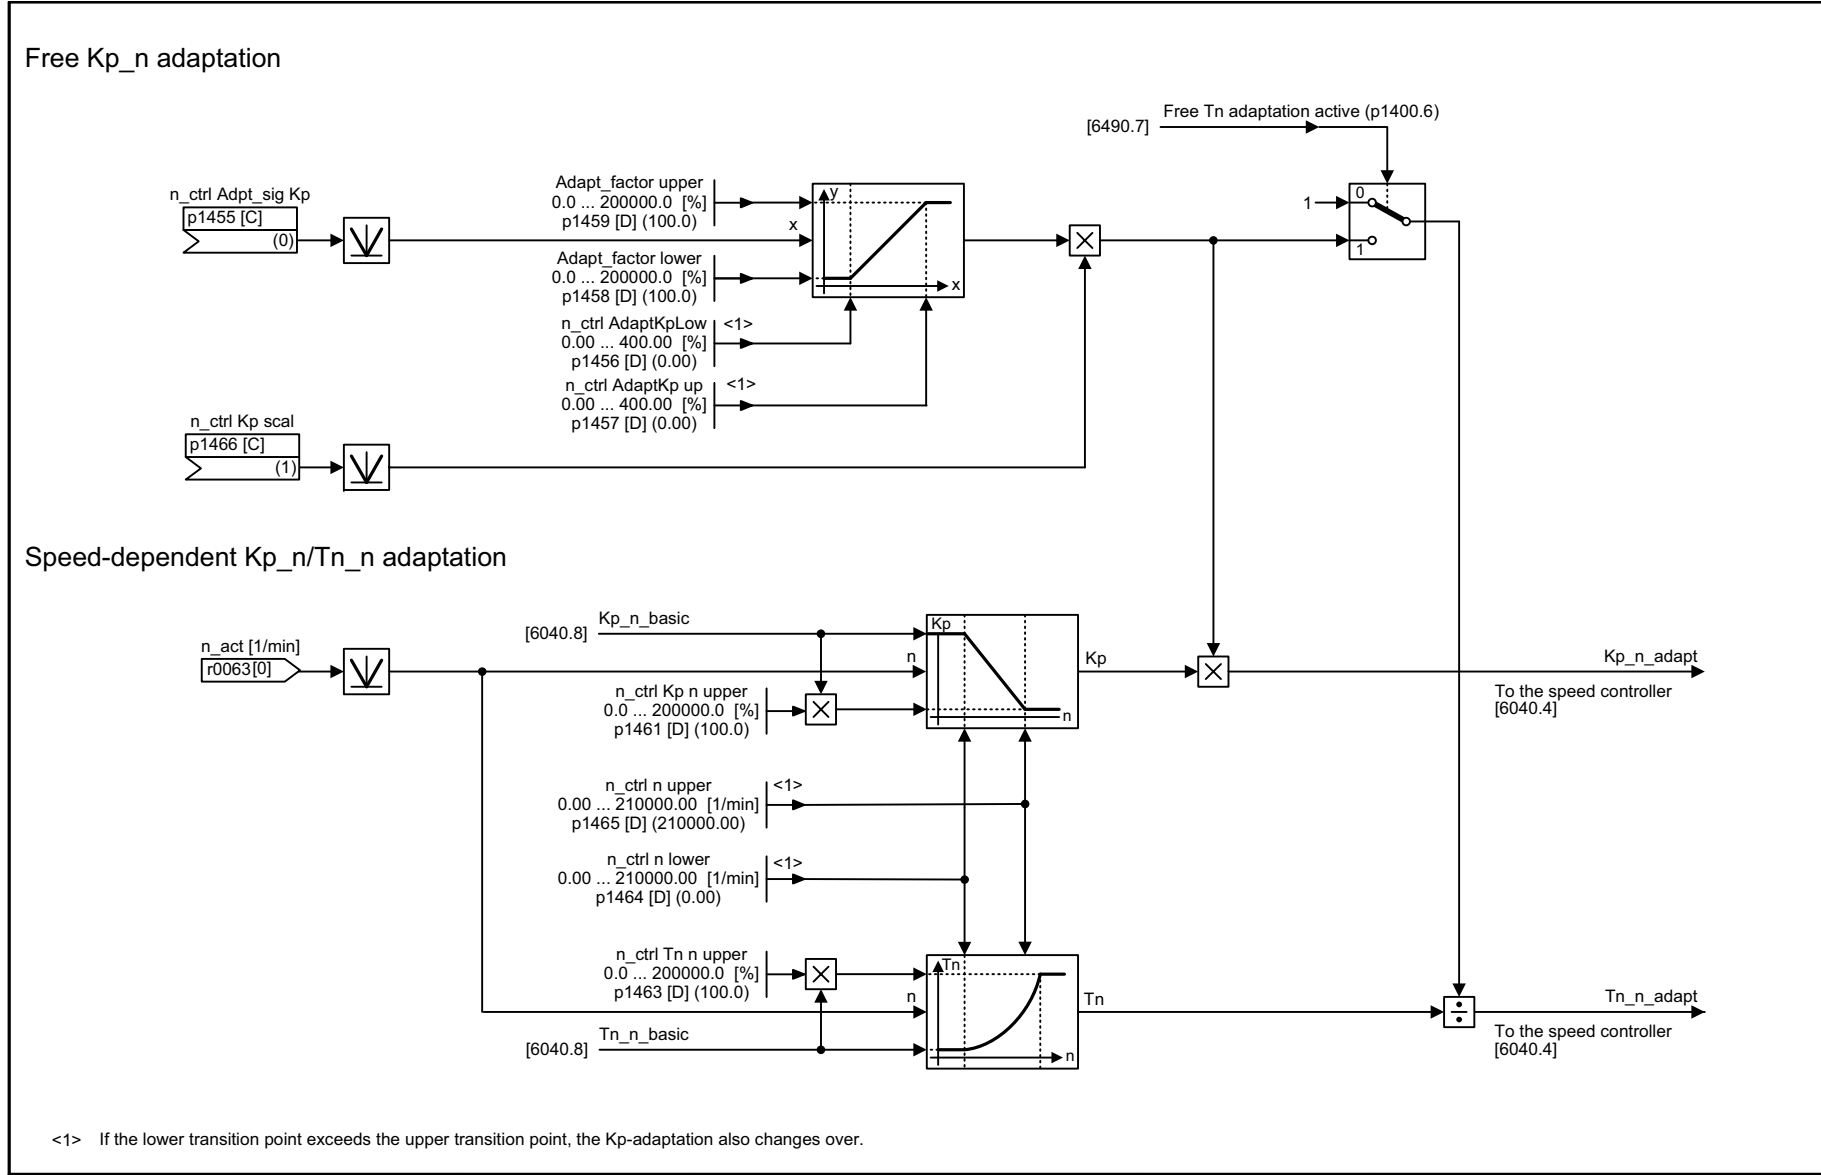 Free Kp_n adaptation
Free Tn adaptation active (p1400.6)
[6490.7]
n_ctrl Adpt_sig Kp
p1455 [C]
(0)
Adapt_factor upper
0.0 ... 200000.0 [%]
p1459 [D] (100.0)
x
Adapt_factor lower
0.0 ... 200000.0 [%]
p1458 [D] (100.0)
y
x
1
0
1
n_ctrl AdaptKpLow
<1>
0.00 ... 400.00 [%]
p1456 [D] (0.00)
n_ctrl AdaptKp up
<1>
0.00 ... 400.00 [%]
p1457 [D] (0.00)
n_ctrl Kp scal
p1466 [C]
(1)
Speed-dependent Kp_n/Tn_n adaptation
n_act [1/min]
r0063[0]
[6040.8]
Kp_n_basic
n
Kp
n
Kp
Kp_n_adapt
To the speed controller
[6040.4]
n_ctrl Kp n upper
0.0 ... 200000.0 [%]
p1461 [D] (100.0)
n_ctrl n upper
<1>
0.00 ... 210000.00 [1/min]
p1465 [D] (210000.00)
n_ctrl n lower
<1>
0.00 ... 210000.00 [1/min]
p1464 [D] (0.00)
n_ctrl Tn n upper
0.0 ... 200000.0 [%]
p1463 [D] (100.0)
n
Tn
n
Tn
Tn_n_adapt
To the speed controller
[6040.4]
[6040.8]
Tn_n_basic
<1> If the lower transition point exceeds the upper transition point, the Kp-adaptation also changes over.